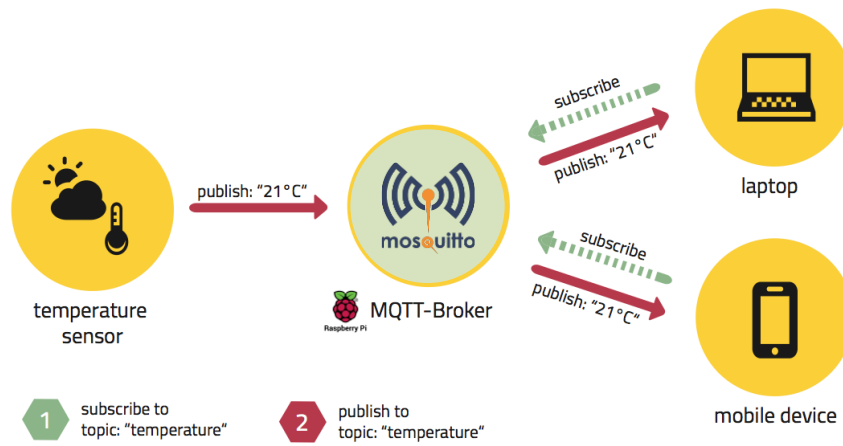 subscribe
publish: “21°C“
laptop
publish: “21°C“
mosquitto
subscribe
publish: “21°C“
temperature
sensor
Raspberry Pi
MQTT-Broker
mobile device
1
subscribe to
topic: “temperature“
2
publish to
topic: “temperature“